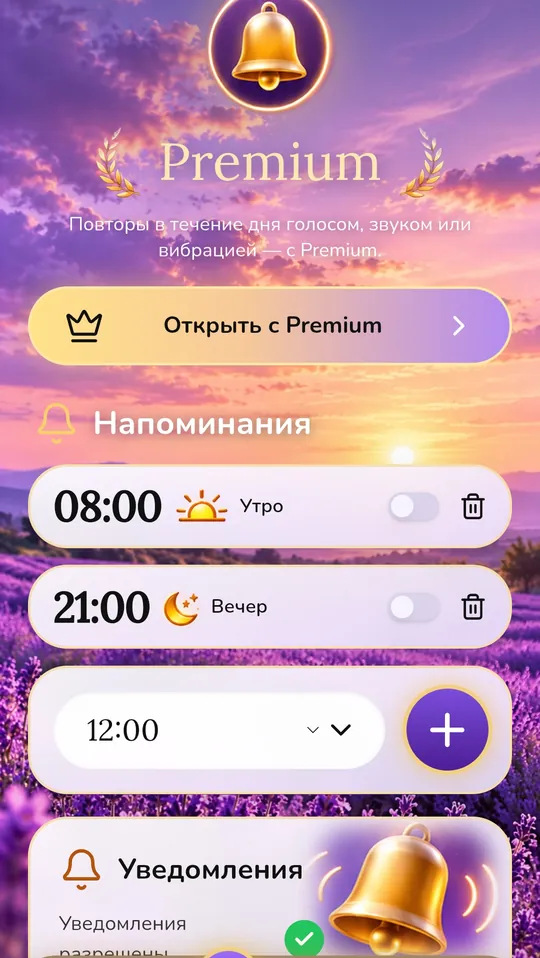 Premium
Повторы в течение дня голосом, звуком или
вибрацией — с Premium.
Открыть с Premium
Напоминания
08:00 Утро
21:00 Вечер
12:00
Уведомления
Уведомления
разрешены